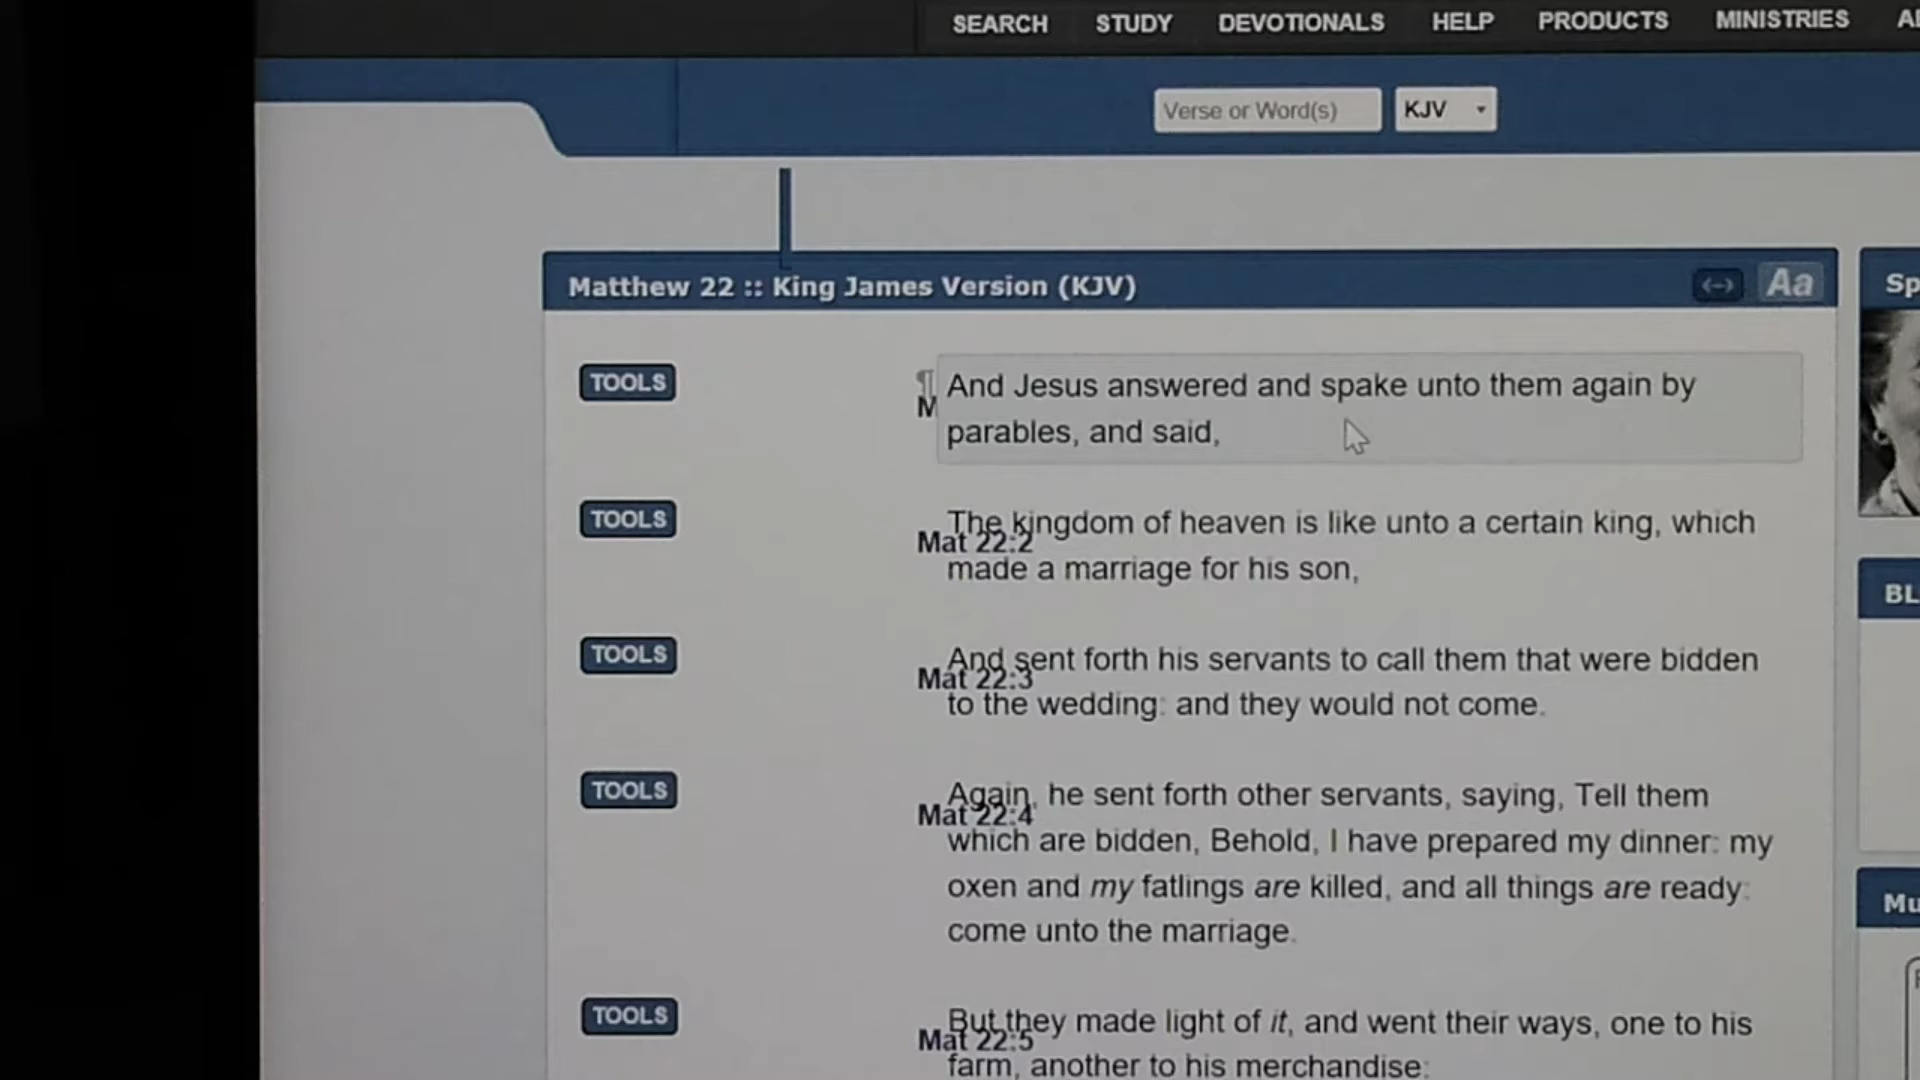 SEARCH STUDY DEVOTIONALS HELP PRODUCTS MINISTRIES
Verse or Word(s) KJV
Matthew 22 :: King James Version (KJV) Aa
Sp
TOOLS ¶ And Jesus answered and spake unto them again by
M
parables, and said,
TOOLS The kingdom of heaven is like unto a certain king, which
Mat 22:2
made a marriage for his son,
BL
TOOLS And sent forth his servants to call them that were bidden
Mat 22:3
to the wedding: and they would not come.
TOOLS Again, he sent forth other servants, saying, Tell them
Mat 22:4
which are bidden, Behold, I have prepared my dinner: my
oxen and my fatlings are killed, and all things are ready:
Mu
come unto the marriage.
TOOLS But they made light of it, and went their ways, one to his
Mat 22:5
farm, another to his merchandise: